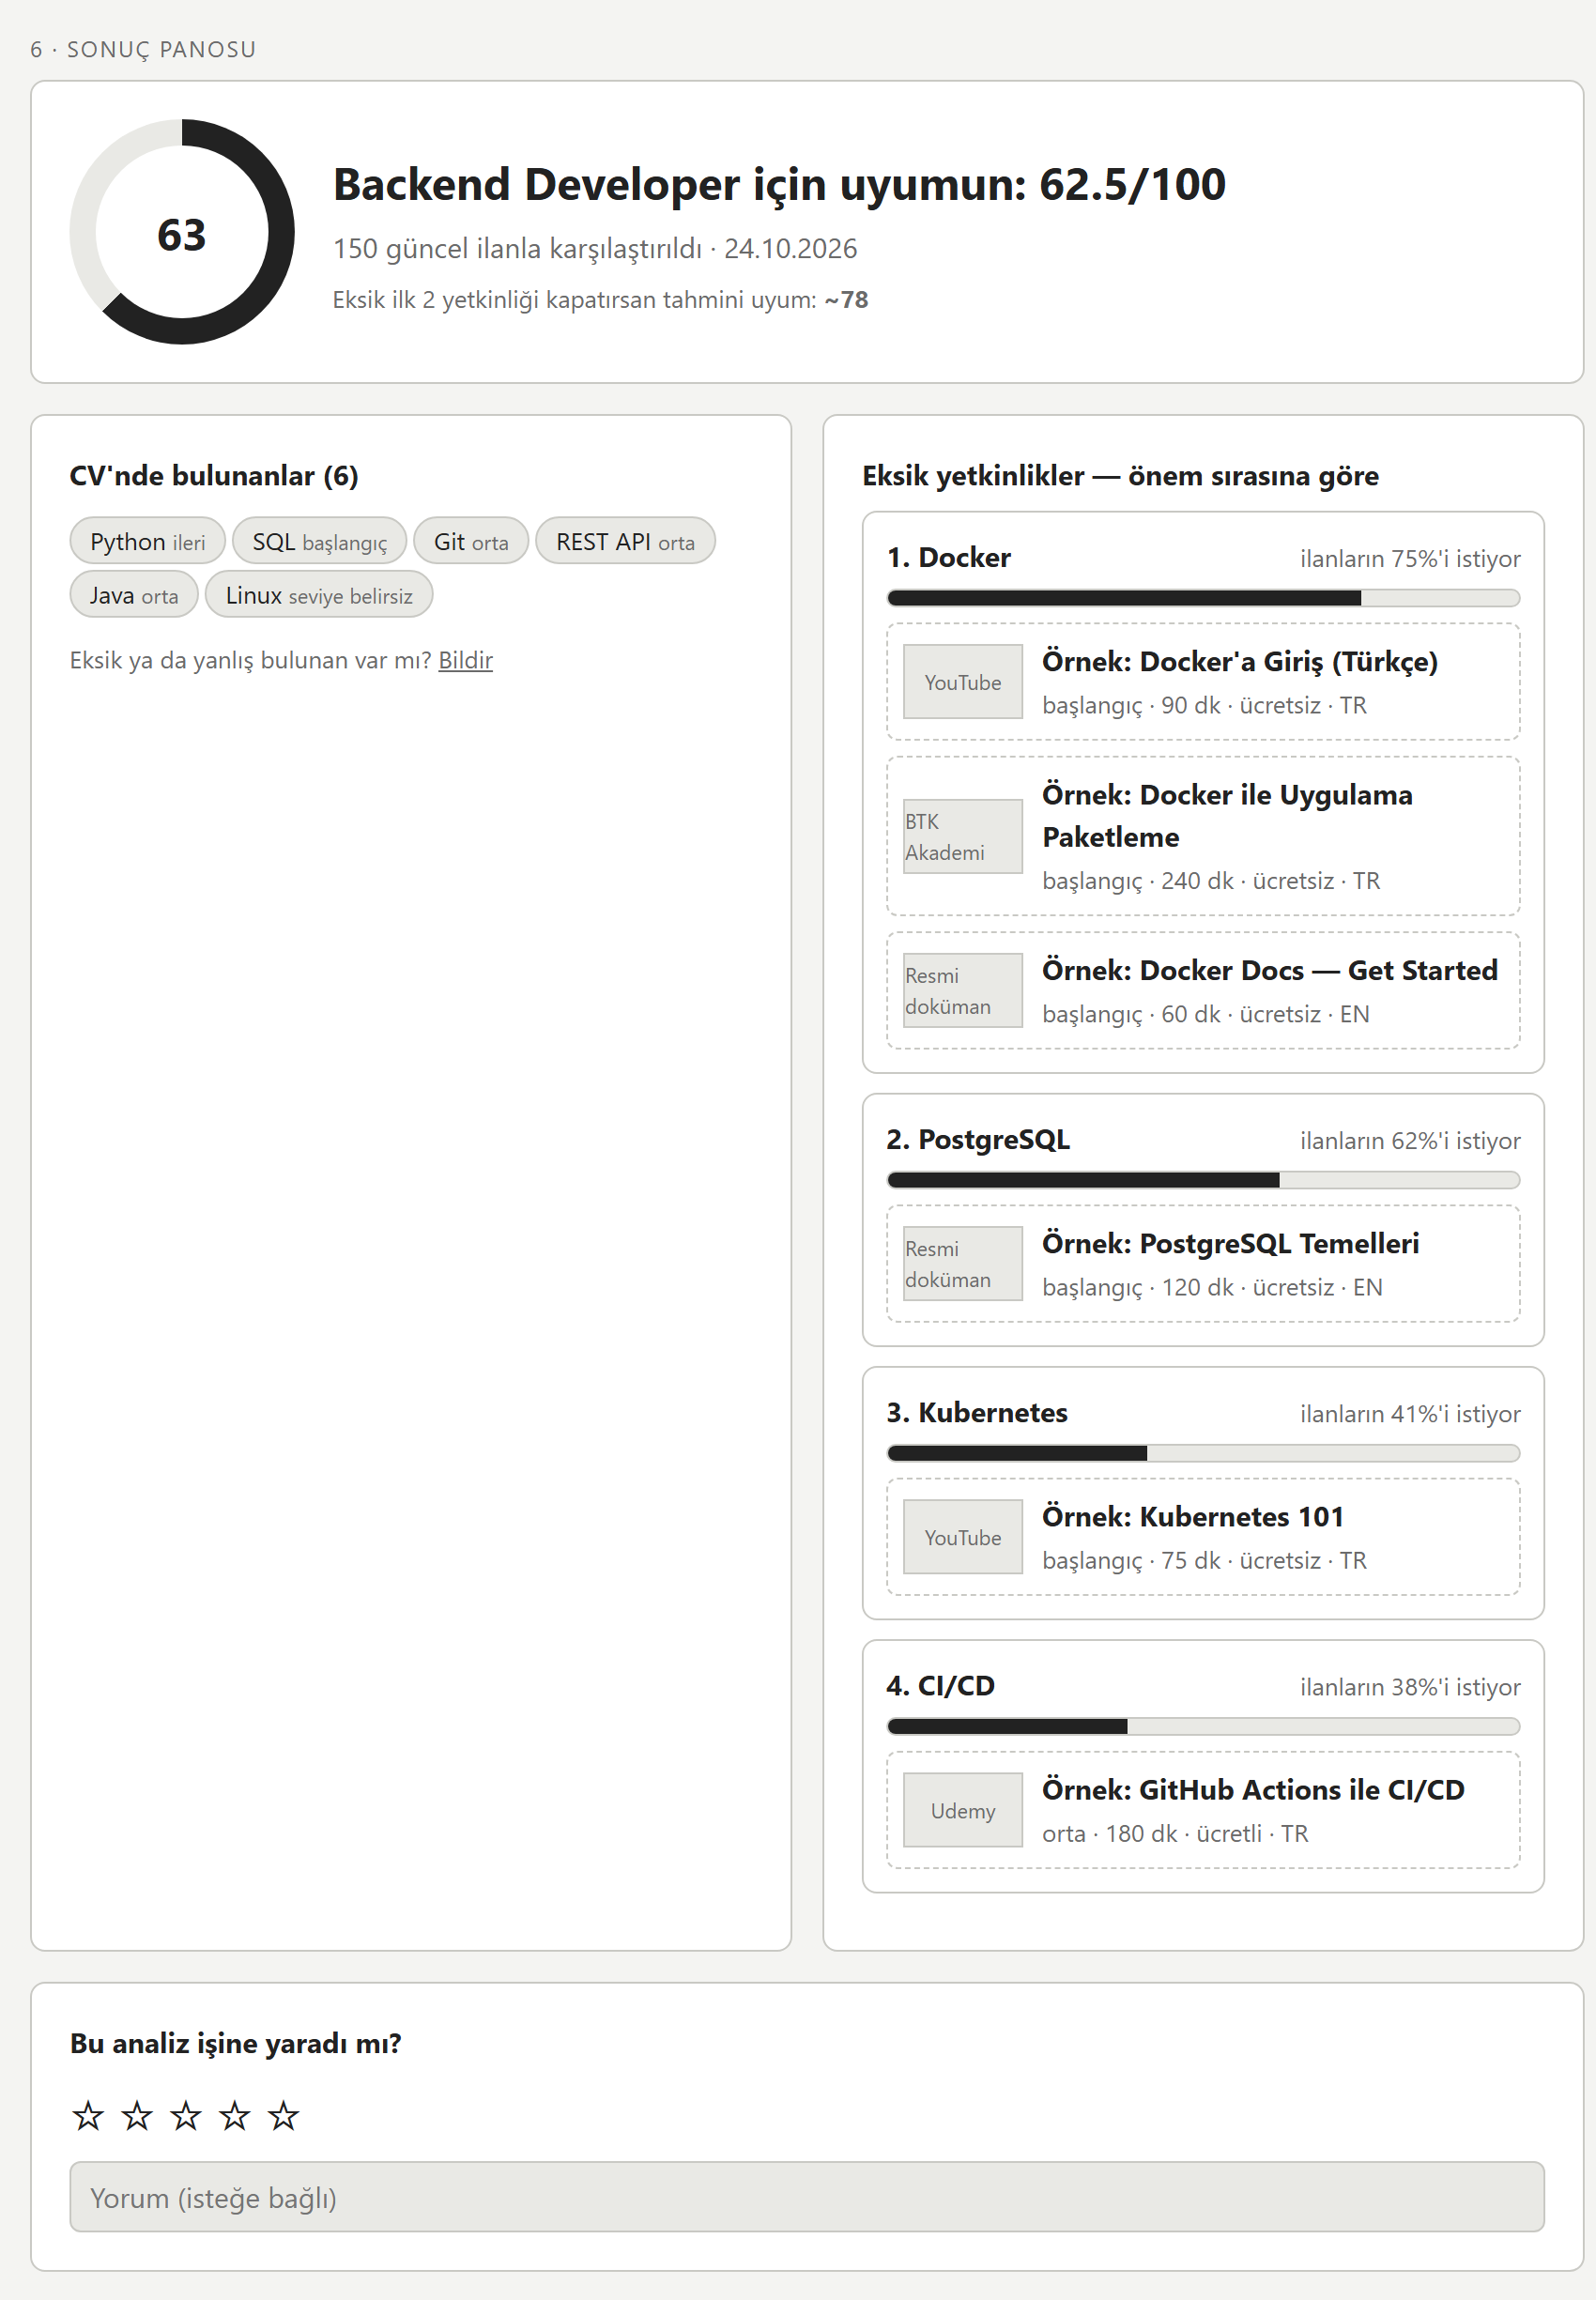 6 · SONUÇ PANOSU
63
Backend Developer için uyumun: 62.5/100
150 güncel ilanla karşılaştırıldı · 24.10.2026
Eksik ilk 2 yetkinliği kapatırsan tahmini uyum: ~78
CV'nde bulunanlar (6)
Python ileri SQL başlangıç Git orta REST API orta
Java orta Linux seviye belirsiz
Eksik ya da yanlış bulunan var mı? Bildir
Eksik yetkinlikler — önem sırasına göre
1. Docker ilanların 75%'i istiyor
YouTube
Örnek: Docker'a Giriş (Türkçe)
başlangıç · 90 dk · ücretsiz · TR
BTK
Akademi
Örnek: Docker ile Uygulama
Paketleme
başlangıç · 240 dk · ücretsiz · TR
Resmi
doküman
Örnek: Docker Docs — Get Started
başlangıç · 60 dk · ücretsiz · EN
2. PostgreSQL ilanların 62%'i istiyor
Resmi
doküman
Örnek: PostgreSQL Temelleri
başlangıç · 120 dk · ücretsiz · EN
3. Kubernetes ilanların 41%'i istiyor
YouTube
Örnek: Kubernetes 101
başlangıç · 75 dk · ücretsiz · TR
4. CI/CD ilanların 38%'i istiyor
Udemy
Örnek: GitHub Actions ile CI/CD
orta · 180 dk · ücretli · TR
Bu analiz işine yaradı mı?
Yorum (isteğe bağlı)